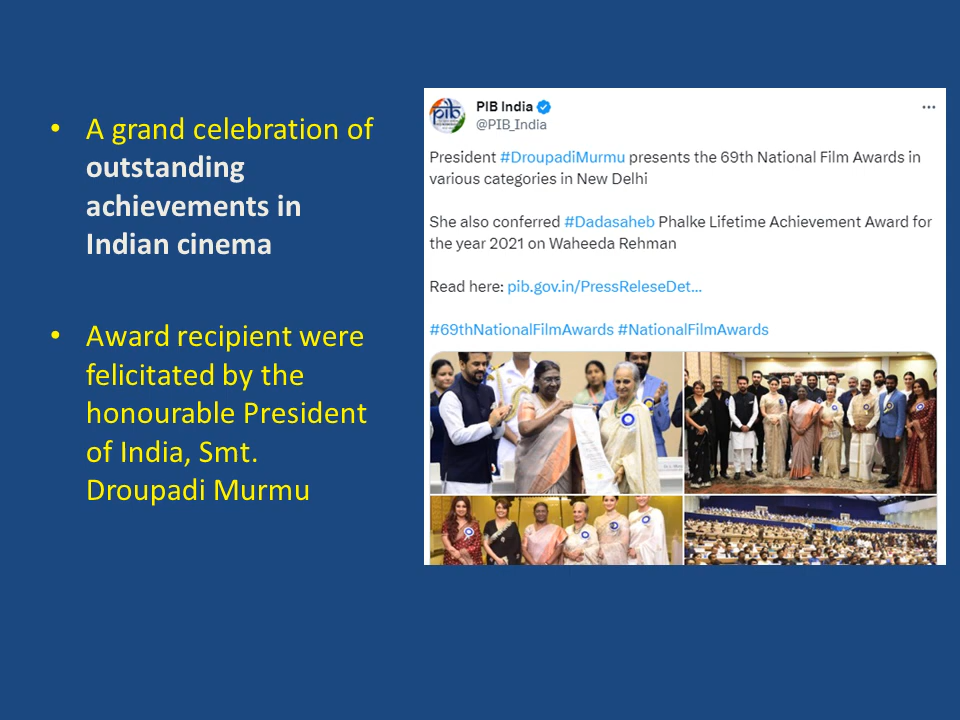 • A grand celebration of
outstanding
achievements in
Indian cinema
• Award recipient were
felicitated by the
honourable President
of India, Smt.
Droupadi Murmu
pib
PIB India
@PIB_India
President #DroupadiMurmu presents the 69th National Film Awards in
various categories in New Delhi
She also conferred #Dadasaheb Phalke Lifetime Achievement Award for
the year 2021 on Waheeda Rehman
Read here: pib.gov.in/PressReleseDet...
#69thNationalFilmAwards #NationalFilmAwards